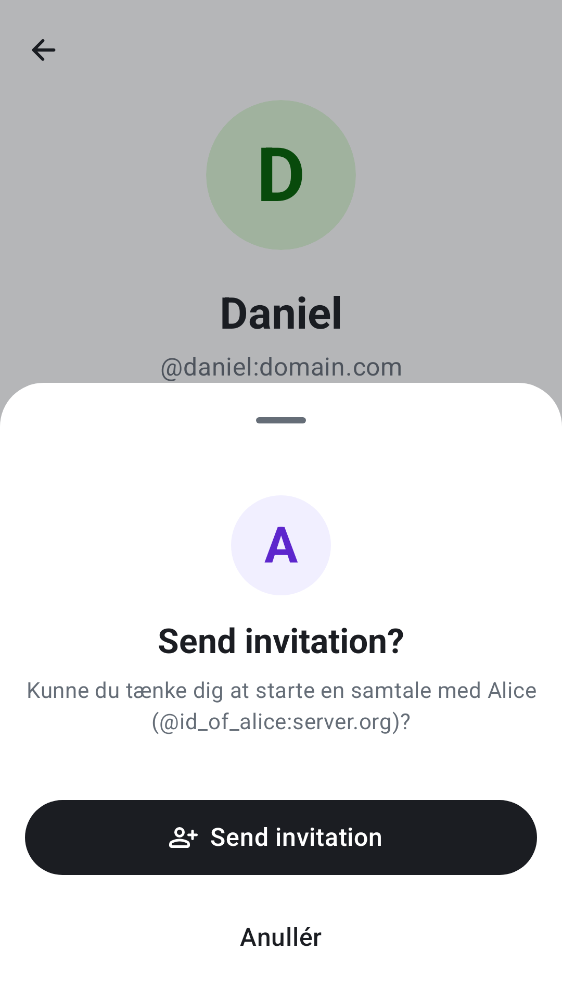 D
Daniel
@daniel:domain.com
A
Send invitation?
Kunne du tænke dig at starte en samtale med Alice
(@id_of_alice:server.org)?
Send invitation
Anullér